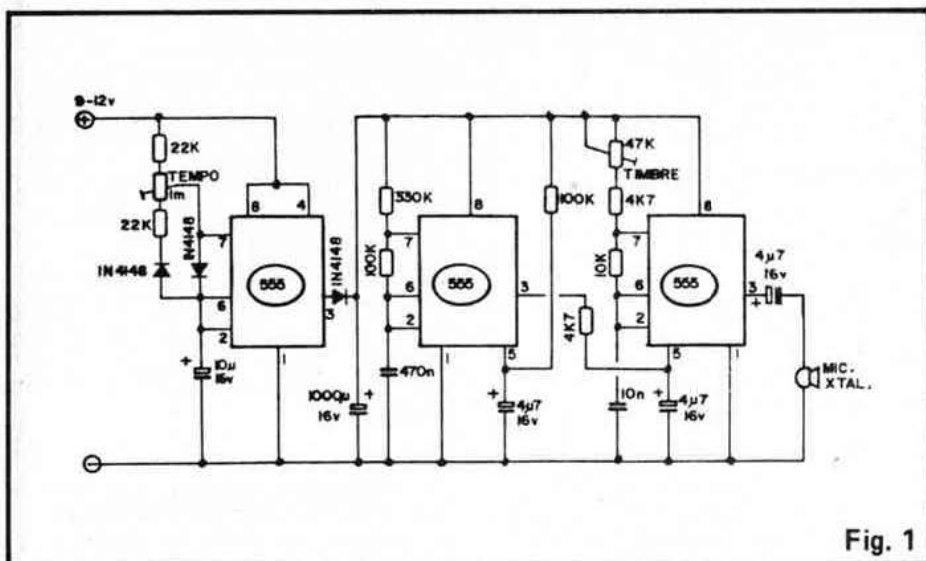 9-12v
22K
TEMPO
1m
22K
1N4148
1N4148
7
6
2
8
4
555
3
1
10µ
16v
1N4148
1000µ
16v
330K
100K
7
6
2
8
555
3
1
5
470n
4µ7
16v
100K
4K7
47K
TIMBRE
4K7
10K
7
6
2
8
555
3
5
1
10n
4µ7
16v
4µ7
16v
MIC.
XTAL.
Fig. 1